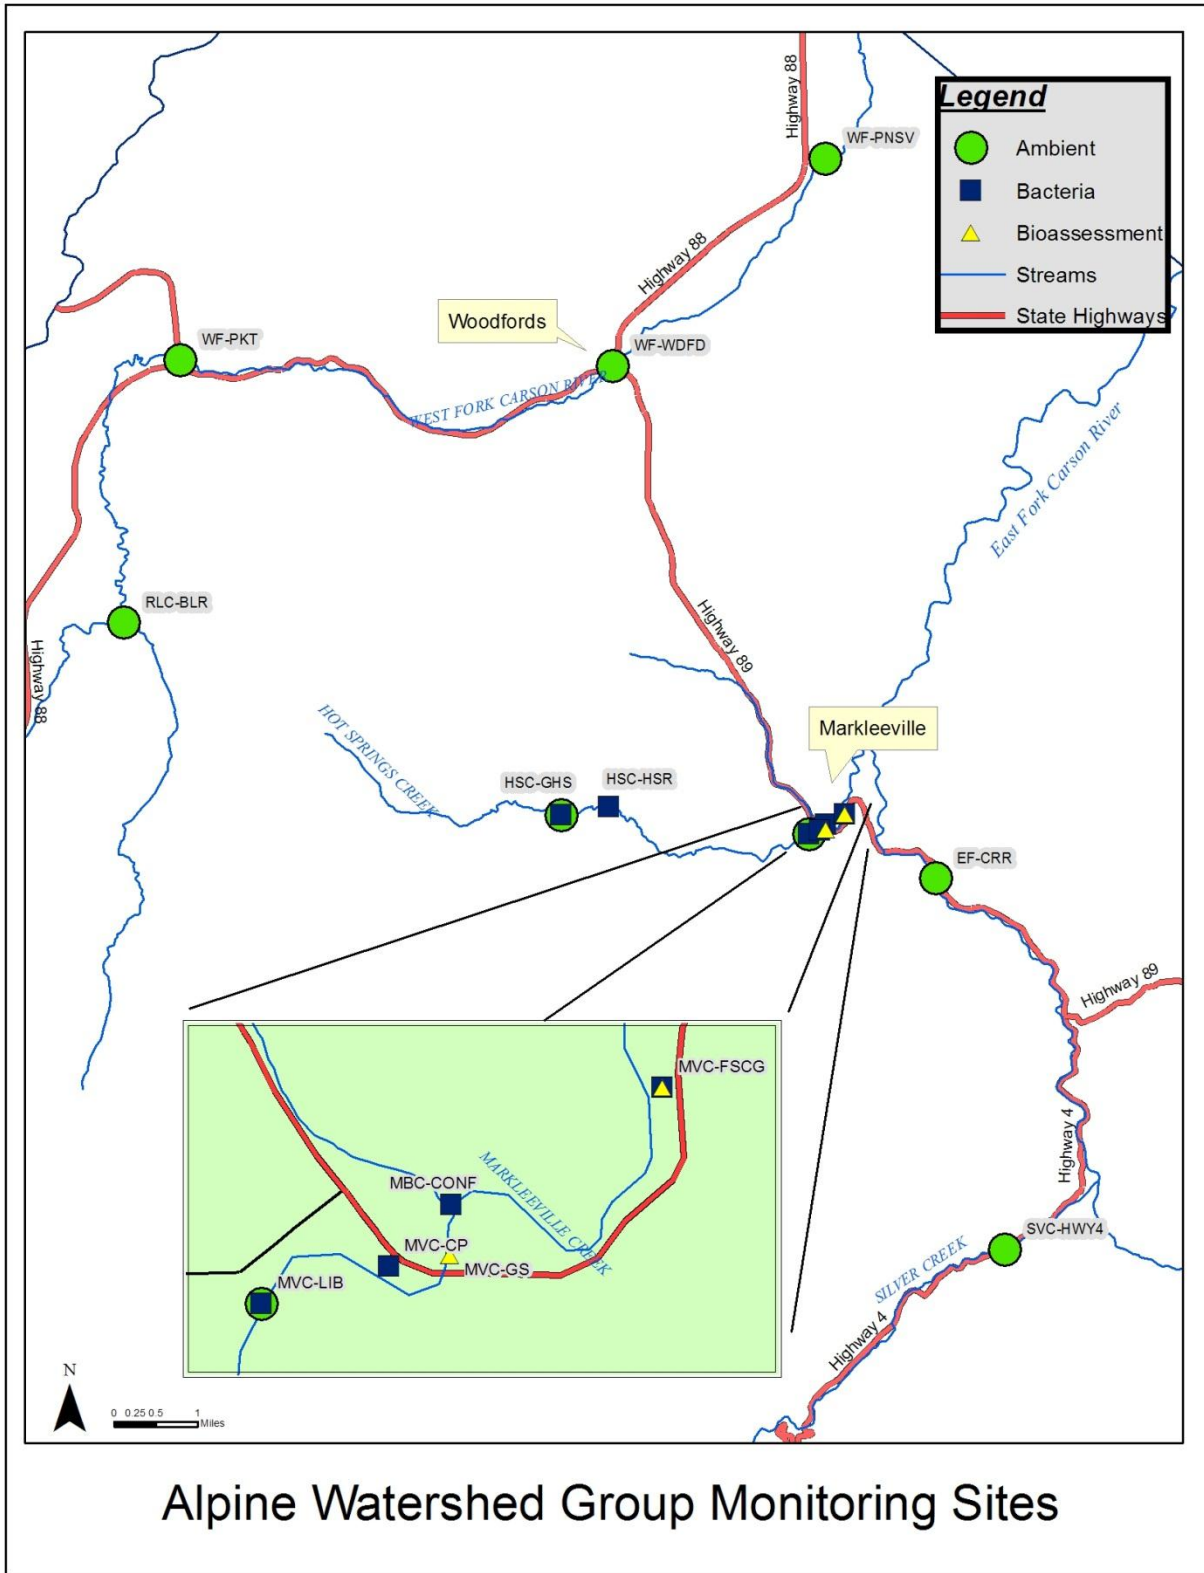 Legend
Ambient
Bacteria
Bioassessment
Streams
State Highways
Highway 88
WF-PNSV
Highway 88
Woodfords
WF-PKT
WF-WDFD
WEST FORK CARSON RIVER
East Fork Carson River
RLC-BLR
Highway 88
Highway 89
HOT SPRINGS CREEK
Markleeville
HSC-GHS
HSC-HSR
EF-CRR
Highway 89
MVC-FSCG
MBC-CONF
MARKLEEVILLE CREEK
MVC-CP
MVC-GS
MVC-LIB
Highway 4
SVC-HWY4
SILVER CREEK
Highway 4
N
0 0.25 0.5 1
Miles
Alpine Watershed Group Monitoring Sites